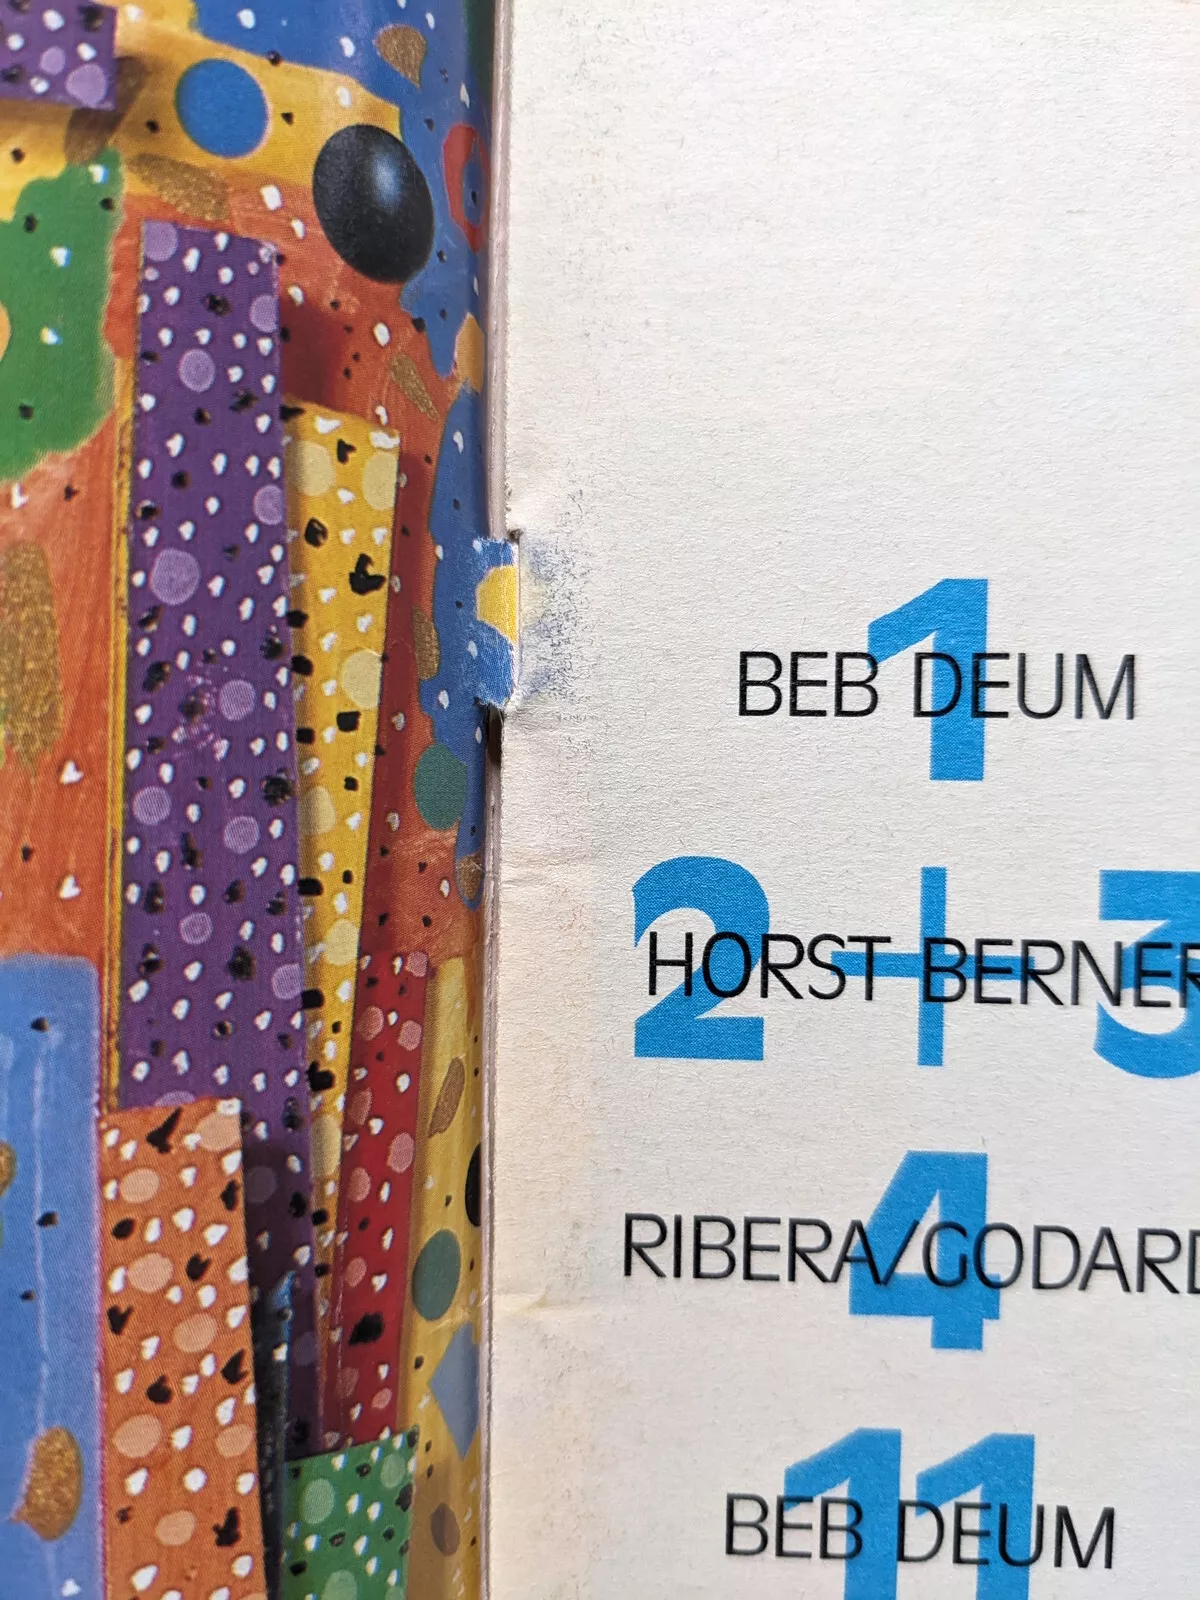 1
BEB DEUM
2 + 3
HORST BERNER
4
RIBERA/GODARD
11
BEB DEUM